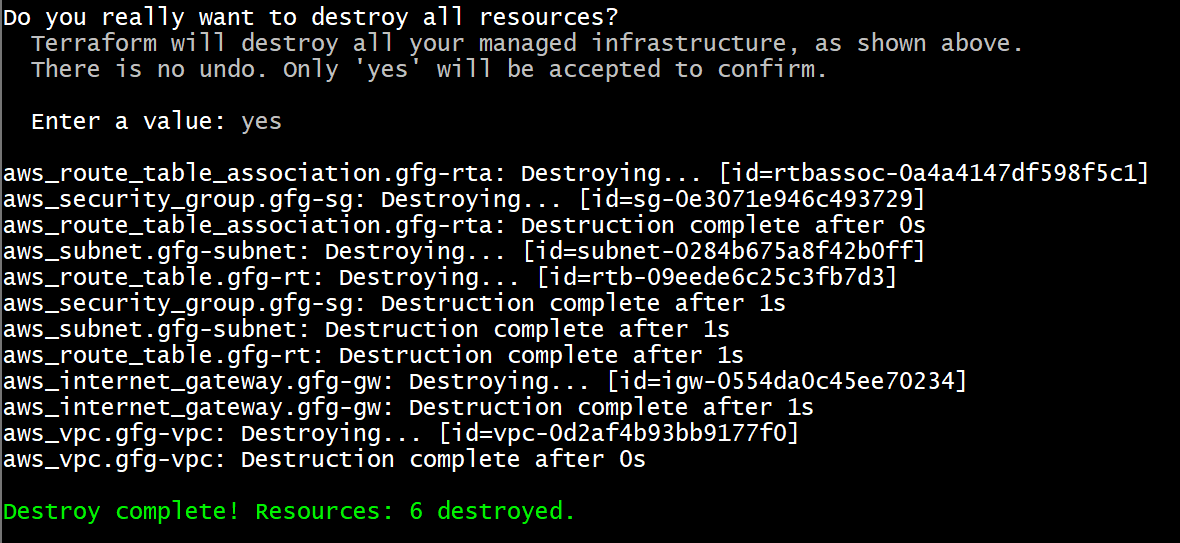 Do you really want to destroy all resources?
Terraform will destroy all your managed infrastructure, as shown above.
There is no undo. Only 'yes' will be accepted to confirm.
Enter a value: yes
aws_route_table_association.gfg-rta: Destroying... [id=rtbassoc-0a4a4147df598f5c1]
aws_security_group.gfg-sg: Destroying... [id=sg-0e3071e946c493729]
aws_route_table_association.gfg-rta: Destruction complete after 0s
aws_subnet.gfg-subnet: Destroying... [id=subnet-0284b675a8f42b0ff]
aws_route_table.gfg-rt: Destroying... [id=rtb-09eede6c25c3fb7d3]
aws_security_group.gfg-sg: Destruction complete after 1s
aws_subnet.gfg-subnet: Destruction complete after 1s
aws_route_table.gfg-rt: Destruction complete after 1s
aws_internet_gateway.gfg-gw: Destroying... [id=igw-0554da0c45ee70234]
aws_internet_gateway.gfg-gw: Destruction complete after 1s
aws_vpc.gfg-vpc: Destroying... [id=vpc-0d2af4b93bb9177f0]
aws_vpc.gfg-vpc: Destruction complete after 0s
Destroy complete! Resources: 6 destroyed.